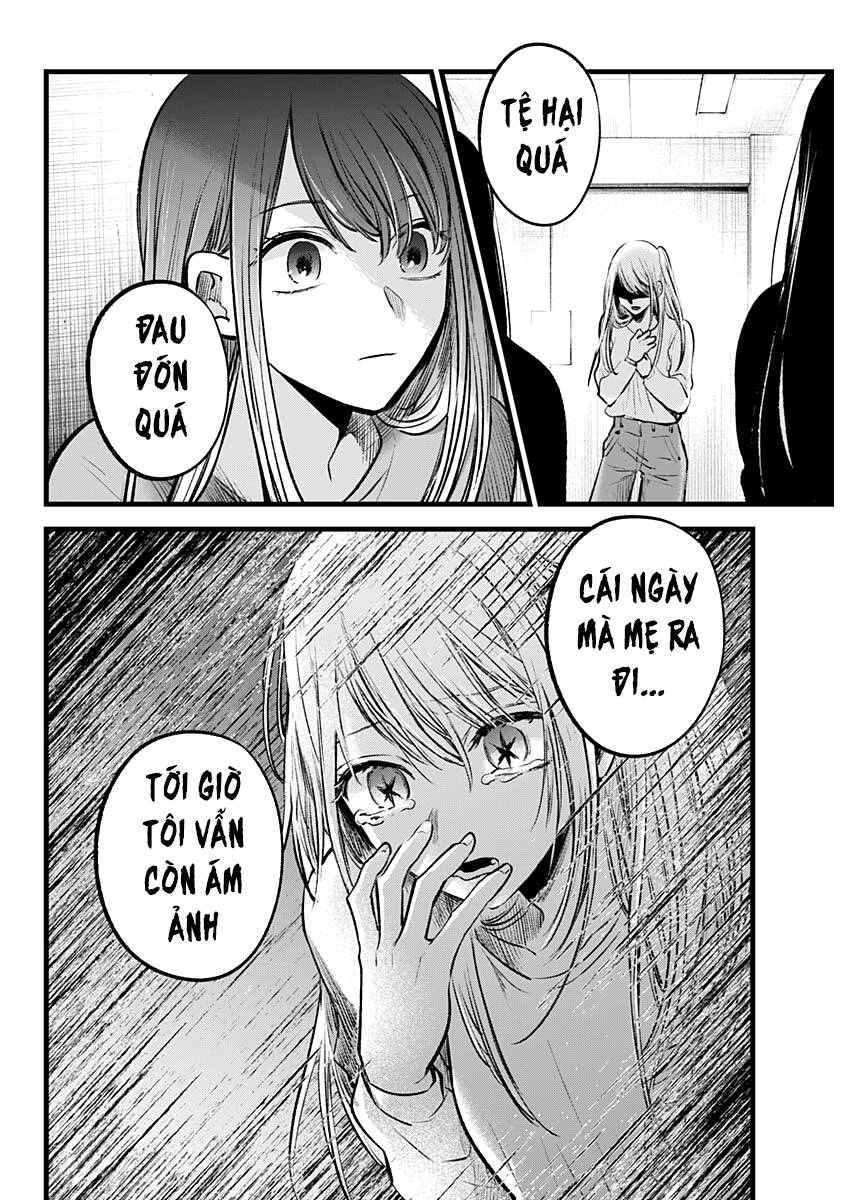 TỆ HẠI
QUÁ
ĐAU
ĐỚN
QUÁ
CÁI NGÀY
MÀ MẸ RA
ĐI...
TỚI GIỜ
TÔI VẪN
CÒN ÁM
ẢNH